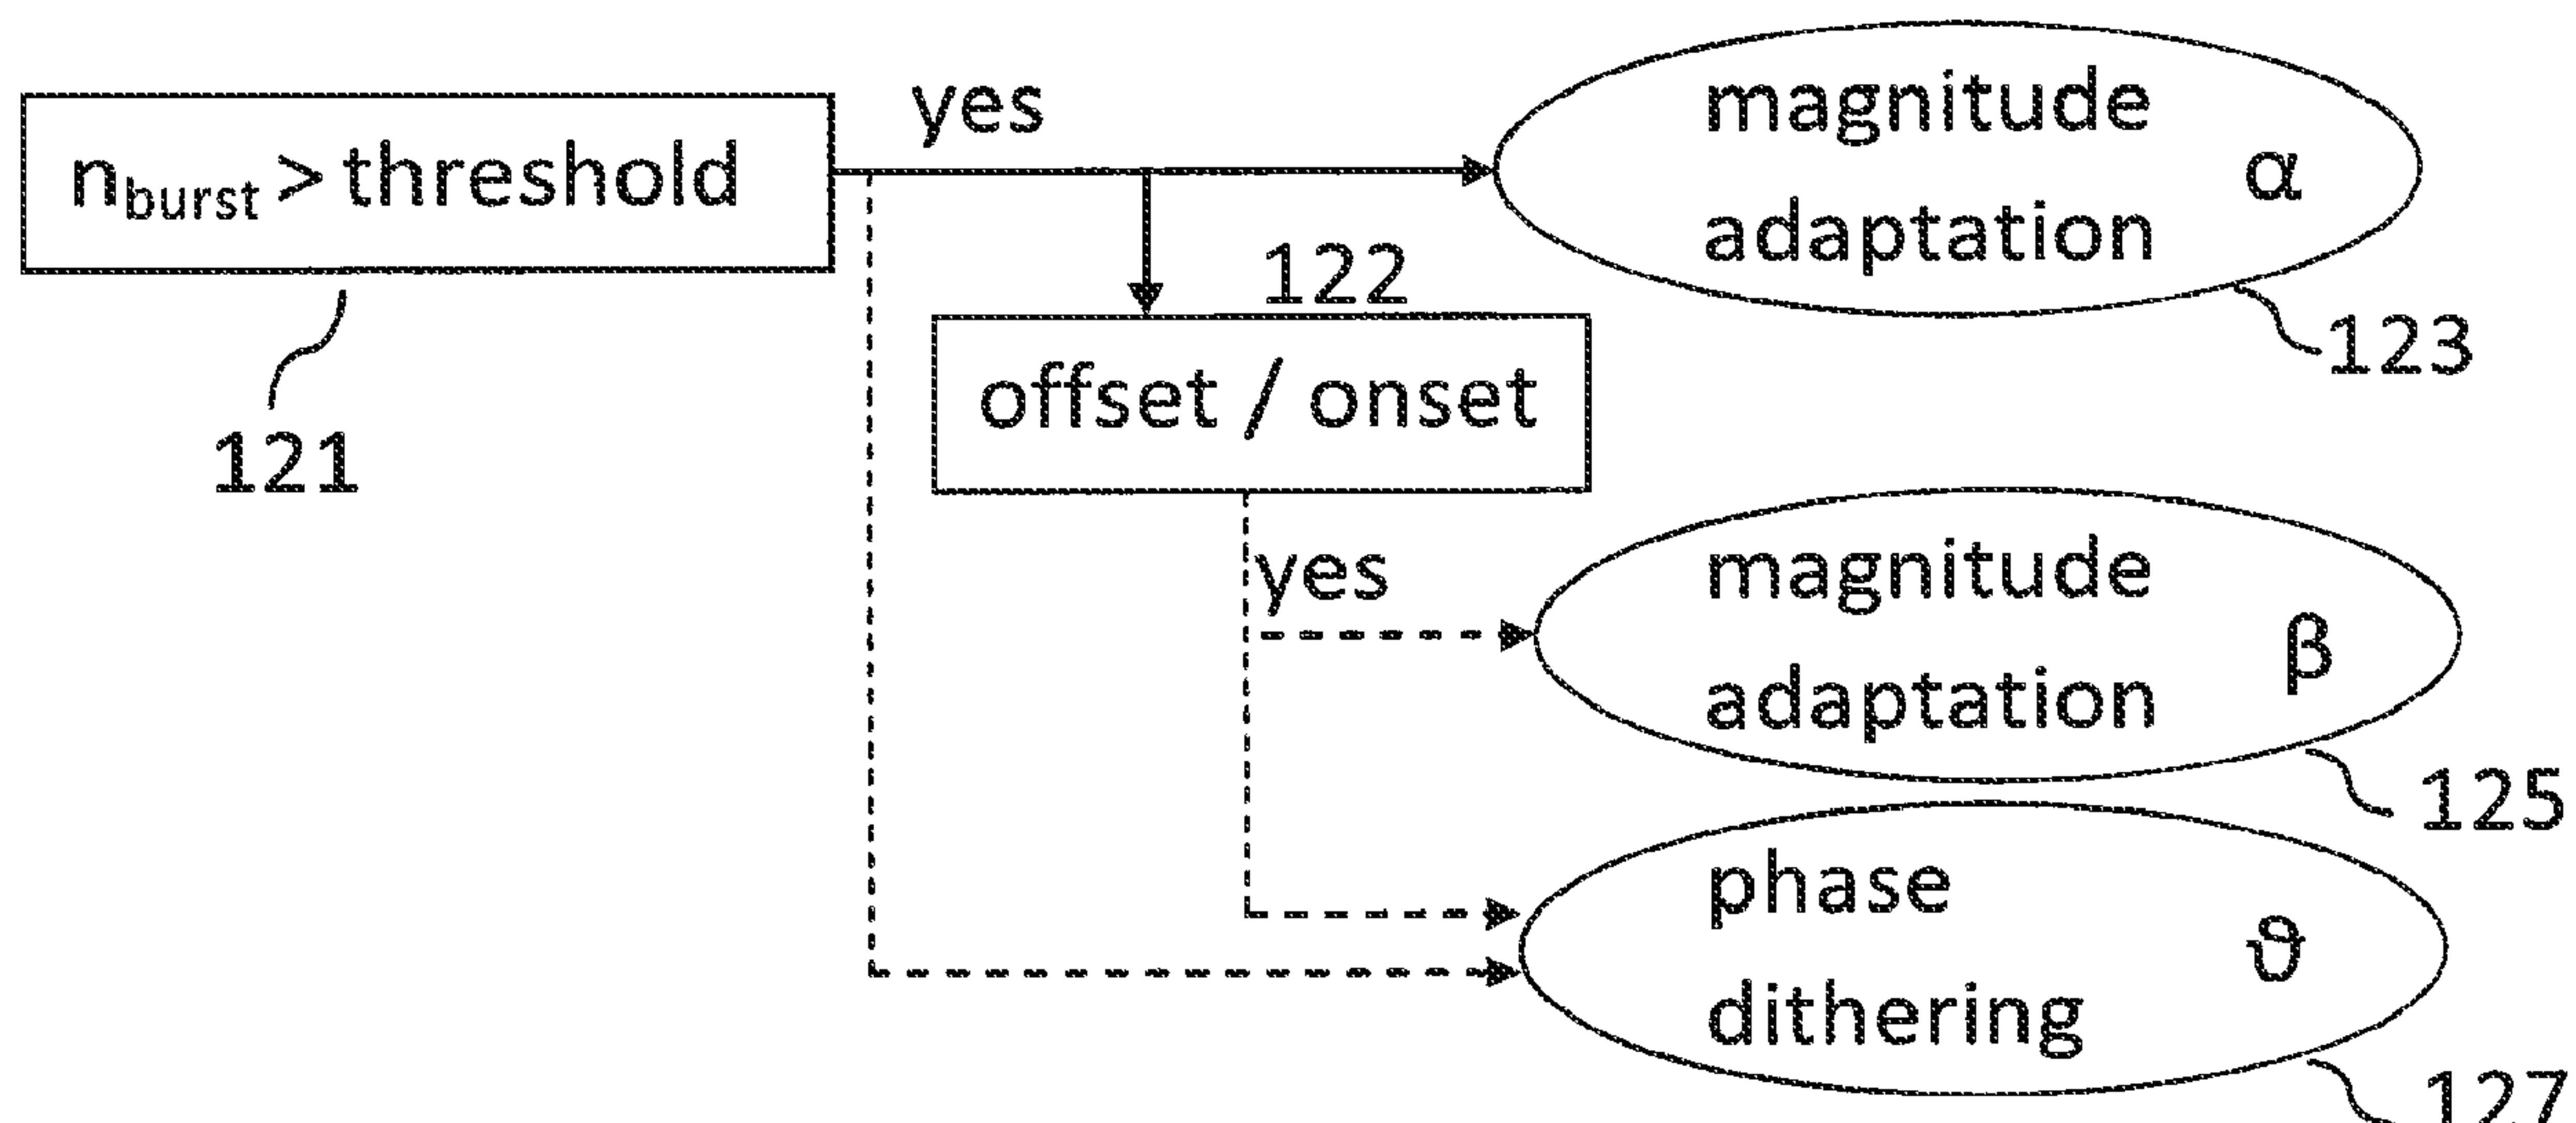 yes
n_burst > threshold
magnitude
adaptation α
122
123
offset / onset
121
yes
magnitude
adaptation β
125
phase
dithering ϑ
127